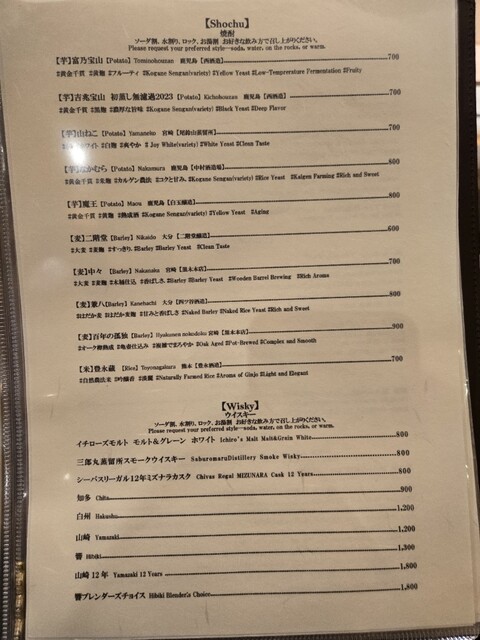 【Shochu】
焼酎
ソーダ割、水割り、ロック、お湯割 お好きな飲み方で召し上がりください。
Please request your preferred style—soda, water, on the rocks, or warm.
【芋】富乃宝山 【Potato】Tominohouzan 鹿児島【西酒造】 700
#黄金千貫 #黄麹 #フルーティ #Kogane Sengan(variety) #Yellow Yeast #Low-Temprersture Fermentation #Fruity
【芋】吉兆宝山 初蒸し無濾過2023 【Potato】Kichohouzan 鹿児島【西酒造】 700
#黄金千貫 #黒麹 #濃厚な旨味 #Kogane Sengan(variety) #Black Yeast #Deep Flavor
【芋】山ねこ 【Potato】Yamaneko 宮崎【尾鈴山蒸留所】 700
ホワイト #白麹 #爽やか # Joy White(variety) #White Yeast #Clean Taste
【芋】なかむら 【Potato】Nakamura 鹿児島【中村酒造場】 800
#黄金千貫 #米麹 #カルゲン農法 #コクと甘み、#Kogane Sengan(variety) #Rice Yeast #Kalgen Farming #Rich and Sweet
【芋】魔王 【Potato】Maou 鹿児島【白玉醸造】 800
#黄金千貫 #黄麹 #熟成酒 #Kogane Sengan(variety) #Yellow Yeast #Aging
【麦】二階堂 【Barley】Nikaido 大分【二階堂醸造】 600
#大麦 #麦麹 #すっきり、#Barley #Barley Yeast #Clean Taste
【麦】中々 【Barley】Nakanaka 宮崎【黒木本店】 700
#大麦 #麦麹 #木樽仕込 #香ばしさ、#Barley #Barley Yeast #Wooden Barrel Brewing #Rich Aroma
【麦】兼八【Barley】Kanehachi 大分【四ツ谷酒造】 800
#はだか麦 #はだか麦麹 #甘みと香ばしさ #Naked Barley #Naked Rice Yeast #Rich and Sweet
【麦】百年の孤独【Barley】Hyakunen nokodoku 宮崎【黒木本店】 900
#オーク樽熟成 #亀壷仕込み #複雑でまろやか #Oak Aged #Pot-Brewed #Complex and Smooth
【米】豊永蔵 【Rice】Toyonagakura 熊本【豊永酒造】 700
#自然農法米 #吟醸香 #淡麗 #Naturally Farmed Rice #Aroma of Ginjo #Light and Elegant
【Wisky】
ウイスキー
ソーダ割、水割り、ロック、お湯割 お好きな飲み方で召し上がりください。
Please request your preferred style—soda, water, on the rocks, or warm.
イチローズモルト モルト&グレーン ホワイト Ichiro's Malt Malt&Grain White 800
三郎丸蒸留所スモークウイスキー SaburomaruDistillery Smoke Wisky 800
シーバスリーガル12年ミズナラカスク Chivas Regal MIZUNARA Cask 12 Years 800
知多 Chita 900
白州 Hakushu 1,200
山崎 Yamazaki 1,200
響 Hibiki 1,300
山崎 12年 Yamazaki 12 Years 1,800
響ブレンダーズチョイス Hibiki Blender's Choice 1,800